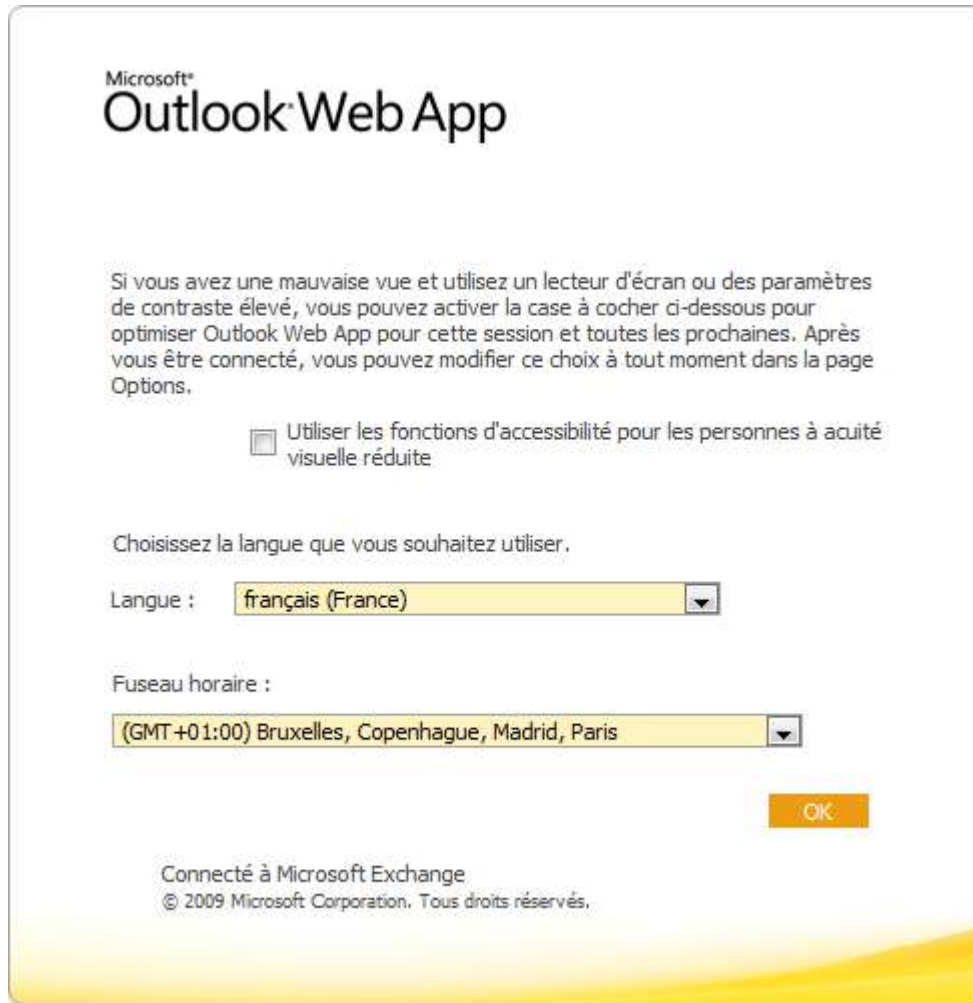 Microsoft®
Outlook® Web App
Si vous avez une mauvaise vue et utilisez un lecteur d'écran ou des paramètres
de contraste élevé, vous pouvez activer la case à cocher ci-dessous pour
optimiser Outlook Web App pour cette session et toutes les prochaines. Après
vous être connecté, vous pouvez modifier ce choix à tout moment dans la page
Options.
Utiliser les fonctions d'accessibilité pour les personnes à acuité
visuelle réduite
Choisissez la langue que vous souhaitez utiliser.
Langue : français (France)
Fuseau horaire :
(GMT+01:00) Bruxelles, Copenhague, Madrid, Paris
OK
Connecté à Microsoft Exchange
© 2009 Microsoft Corporation. Tous droits réservés.